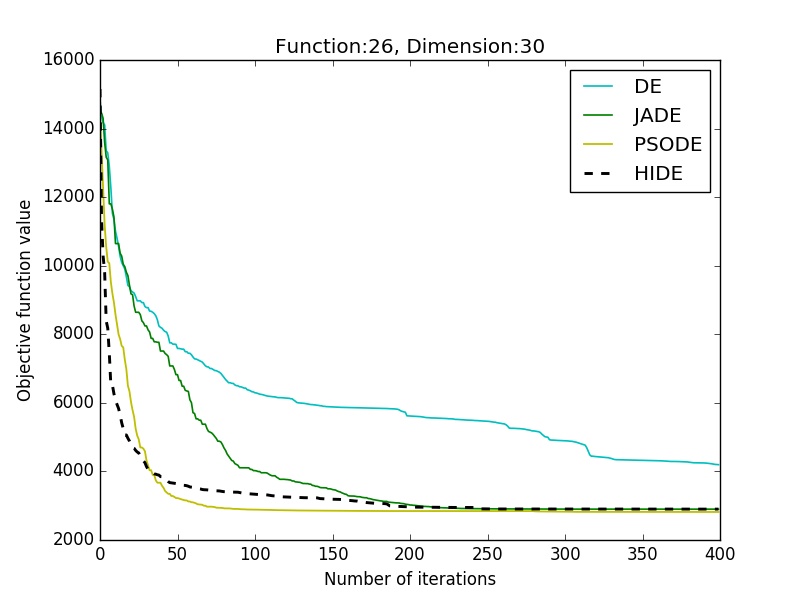 Function:26, Dimension:30
16000
14000
12000
10000
8000
6000
4000
2000
Objective function value
DE
JADE
PSODE
HIDE
0
50
100
150
200
250
300
350
400
Number of iterations